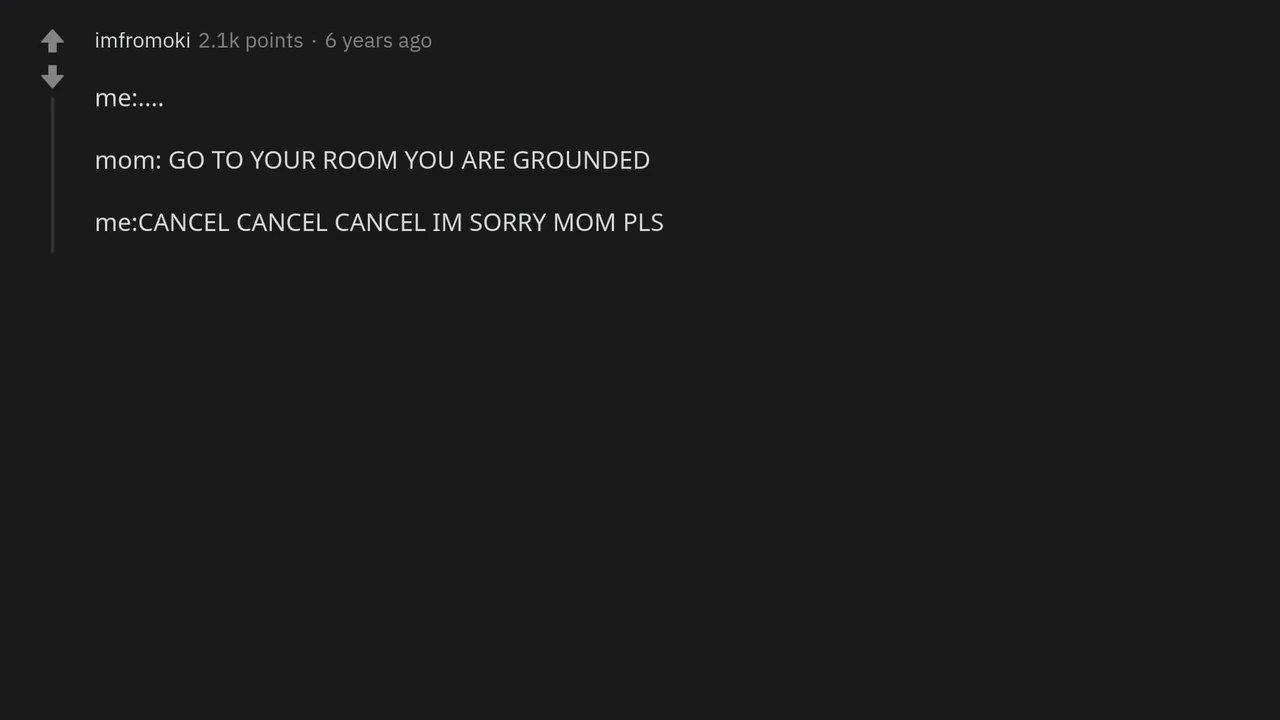 imfromoki 2.1k points · 6 years ago
me:....
mom: GO TO YOUR ROOM YOU ARE GROUNDED
me:CANCEL CANCEL CANCEL IM SORRY MOM PLS